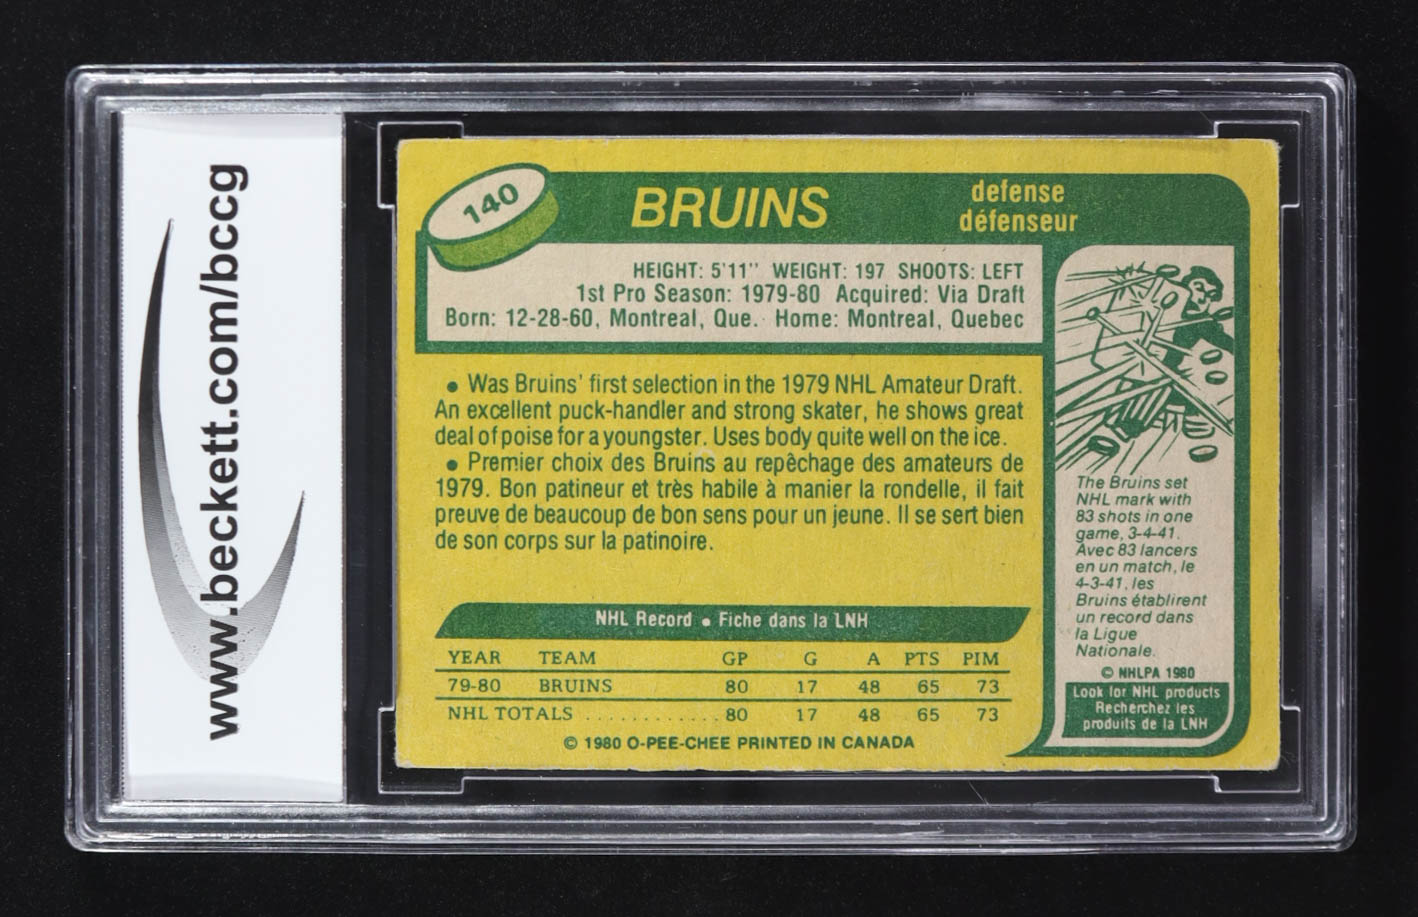 www.beckett.com/bccg
140
BRUINS
defense
défenseur
HEIGHT: 5'11" WEIGHT: 197 SHOOTS: LEFT
1st Pro Season: 1979-80 Acquired: Via Draft
Born: 12-28-60, Montreal, Que. Home: Montreal, Quebec
• Was Bruins' first selection in the 1979 NHL Amateur Draft.
An excellent puck-handler and strong skater, he shows great
deal of poise for a youngster. Uses body quite well on the ice.
• Premier choix des Bruins au repêchage des amateurs de
1979. Bon patineur et très habile à manier la rondelle, il fait
preuve de beaucoup de bon sens pour un jeune. Il se sert bien
de son corps sur la patinoire.
NHL Record • Fiche dans la LNH
YEAR TEAM GP G A PTS PIM
79-80 BRUINS 80 17 48 65 73
NHL TOTALS ............ 80 17 48 65 73
© 1980 O-PEE-CHEE PRINTED IN CANADA
The Bruins set
NHL mark with
83 shots in one
game, 3-4-41.
Avec 83 lancers
en un match, le
4-3-41, les
Bruins établirent
un record dans
la Ligue
Nationale.
© NHLPA 1980
Look for NHL products
Recherchez les
produits de la LNH